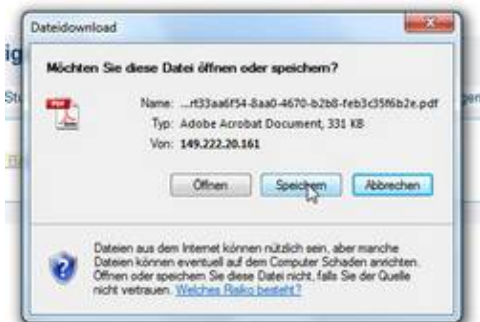 Dateidownload
Möchten Sie diese Datei öffnen oder speichern?
PDF
Name: ...rt33aa6f54-8aa0-4670-b2b8-feb3c35f6b2e.pdf
Typ: Adobe Acrobat Document, 331 KB
Von: 149.222.20.161
Öffnen Speichern Abbrechen
Dateien aus dem Internet können nützlich sein, aber manche
Dateien können eventuell auf dem Computer Schaden anrichten.
Öffnen oder speichern Sie diese Datei nicht, falls Sie der Quelle
nicht vertrauen. Welches Risiko besteht?